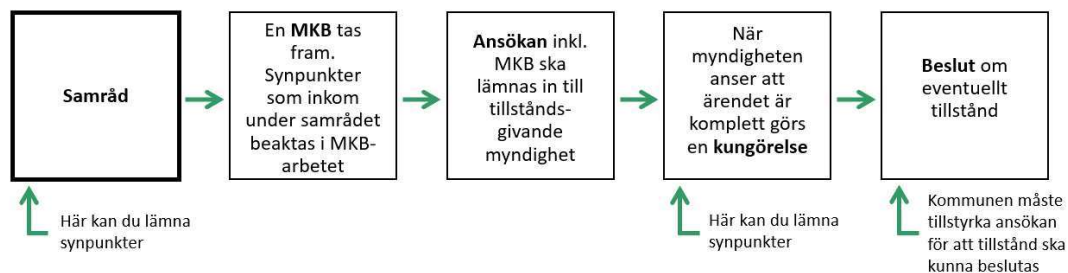 Samråd
En MKB tas
fram.
Synpunkter
som inkom
under samrådet
beaktas i MKB-
arbetet
Ansökan inkl.
MKB ska
lämnas in till
tillstånds-
givande
myndighet
När
myndigheten
anser att
ärendet är
komplett görs
en kungörelse
Beslut om
eventuellt
tillstånd
Här kan du lämna
synpunkter
Här kan du lämna
synpunkter
Kommunen måste
tillstyrka ansökan
för att tillstånd ska
kunna beslutas